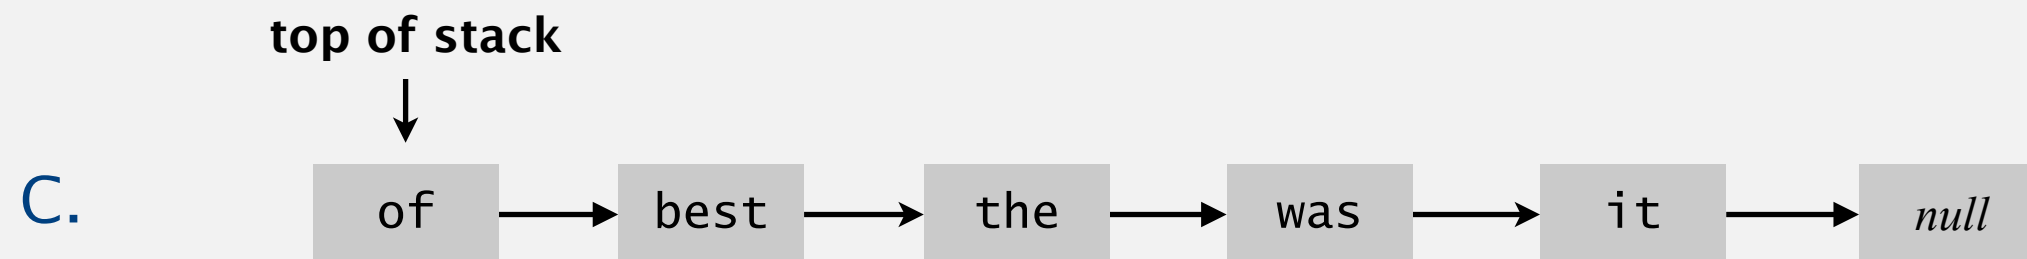 top of stack
C. of best the was it null